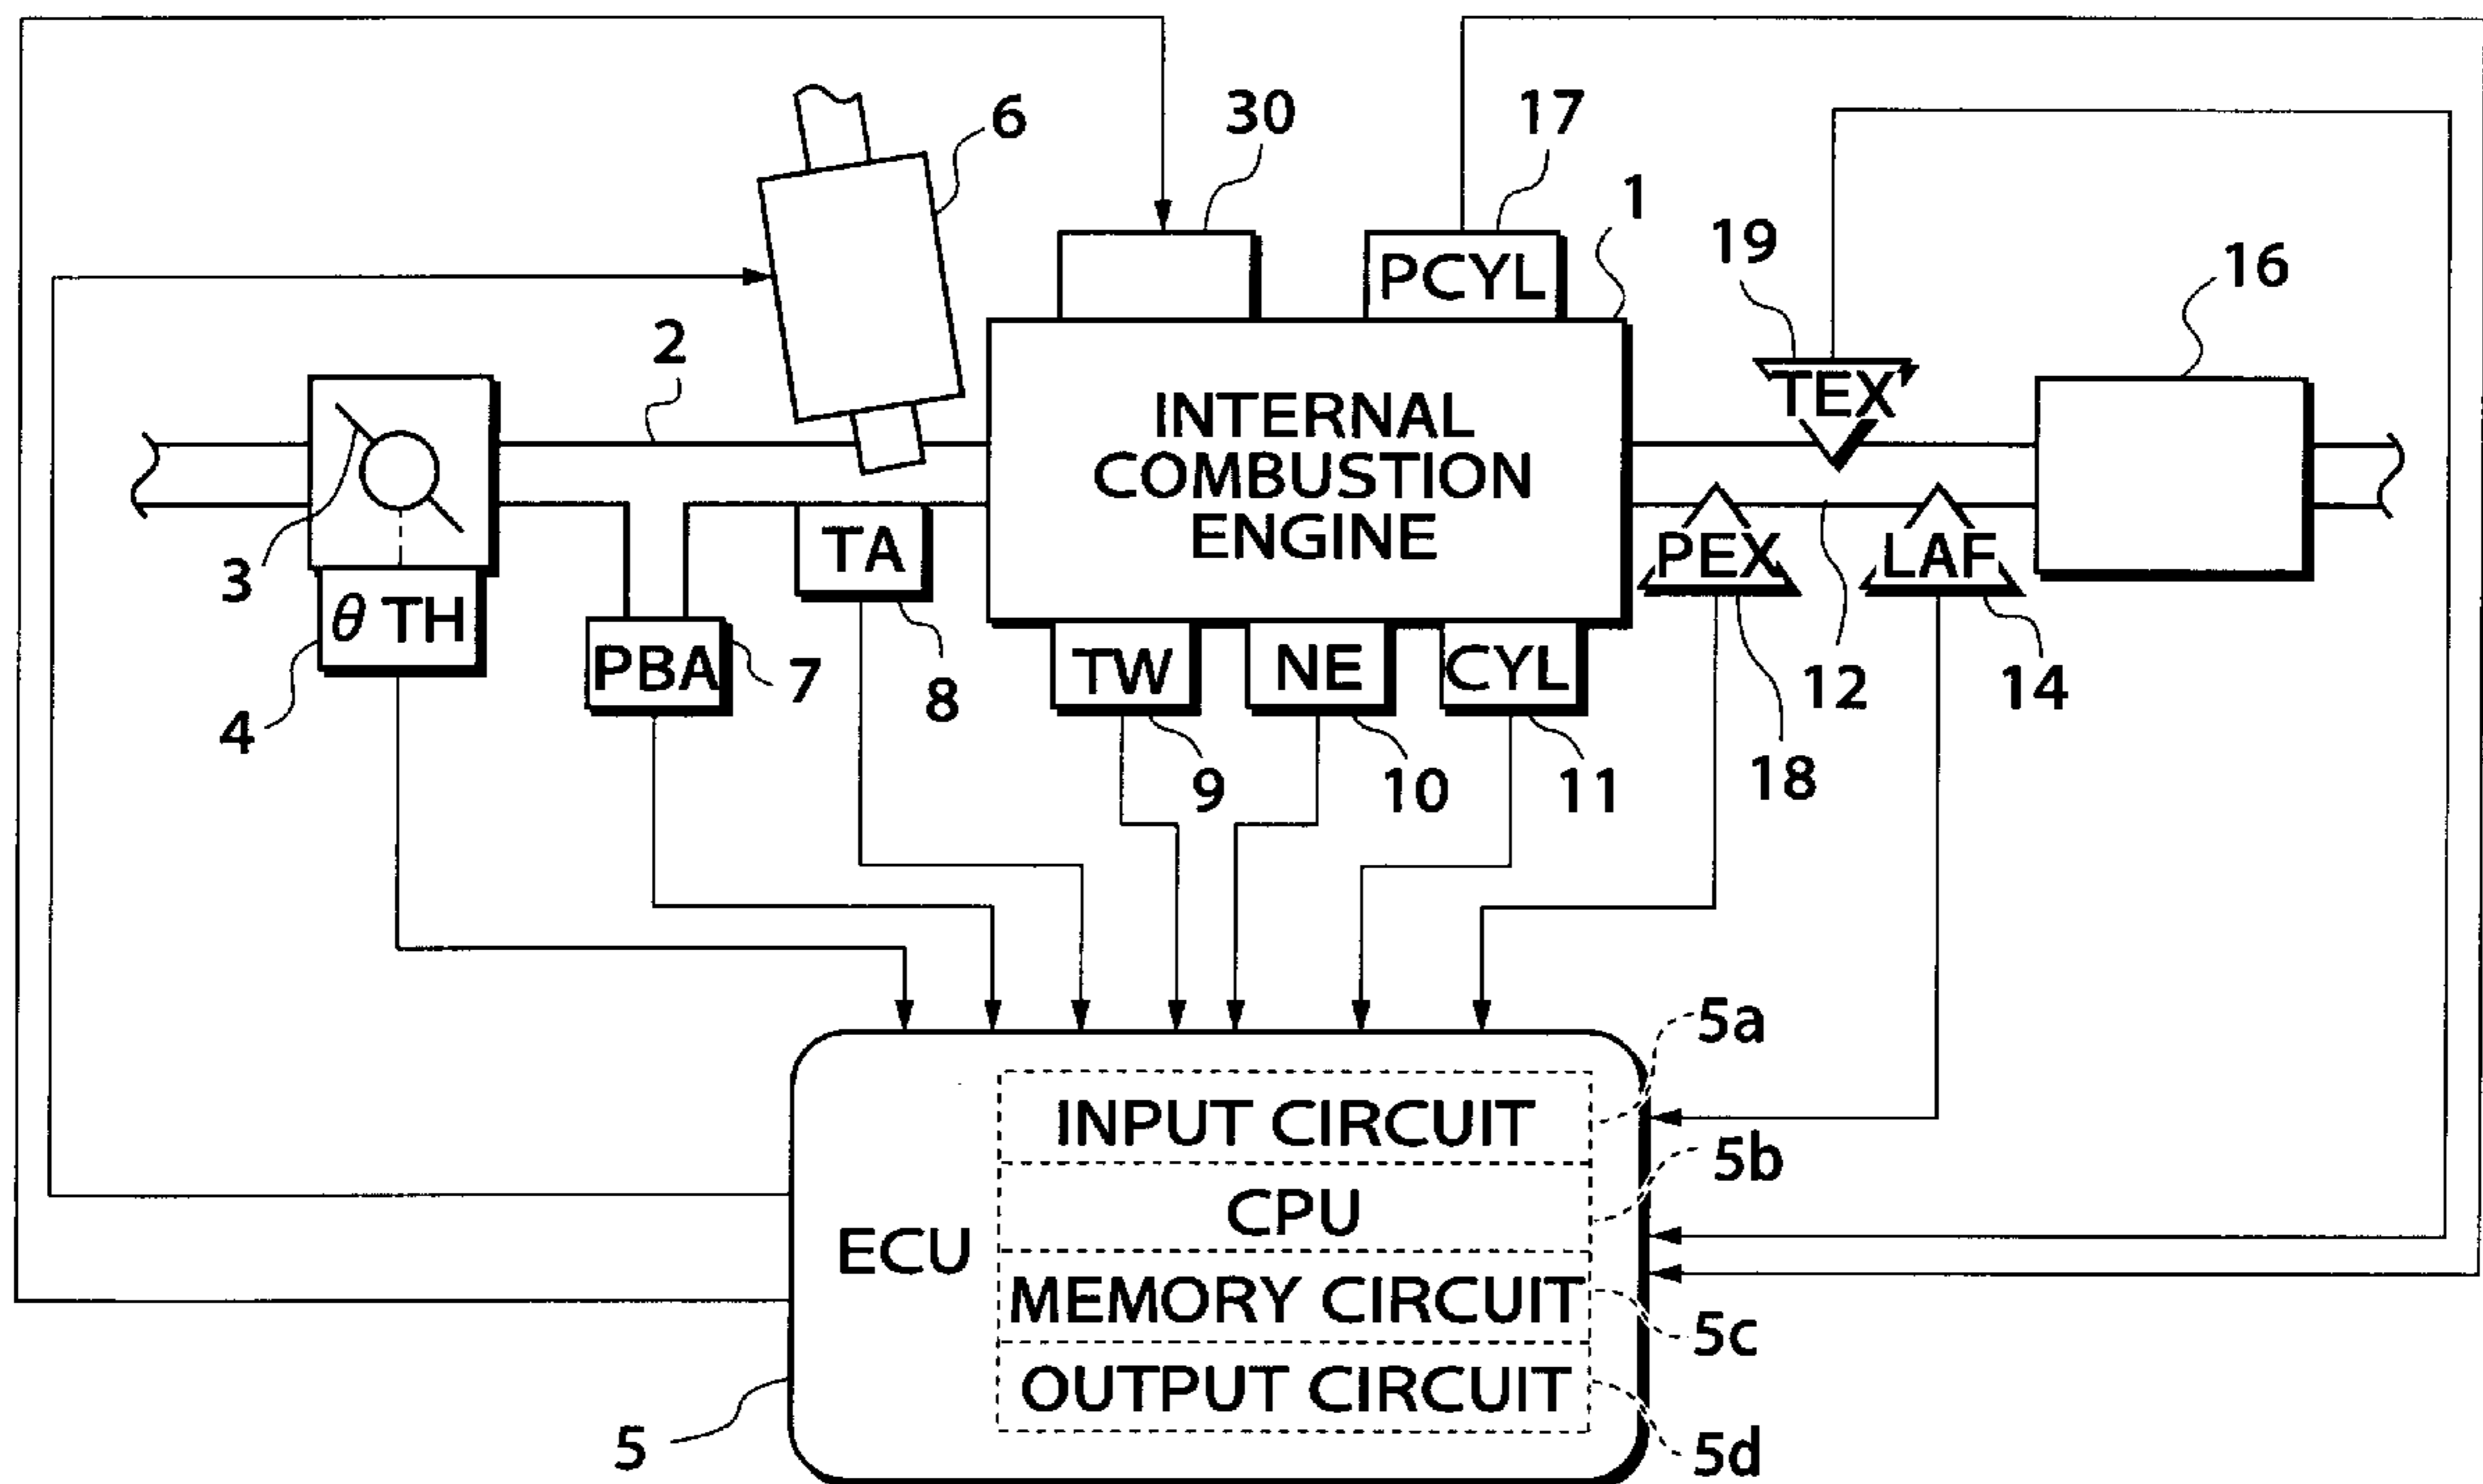 30
17
6
1
19
16
PCYL
2
TEX
INTERNAL
COMBUSTION
ENGINE
3
θ TH
TA
PEX
LAF
PBA
7
TW
NE
CYL
12
14
4
8
9
10
11
18
5a
INPUT CIRCUIT
5b
CPU
ECU
MEMORY CIRCUIT
5c
OUTPUT CIRCUIT
5
5d